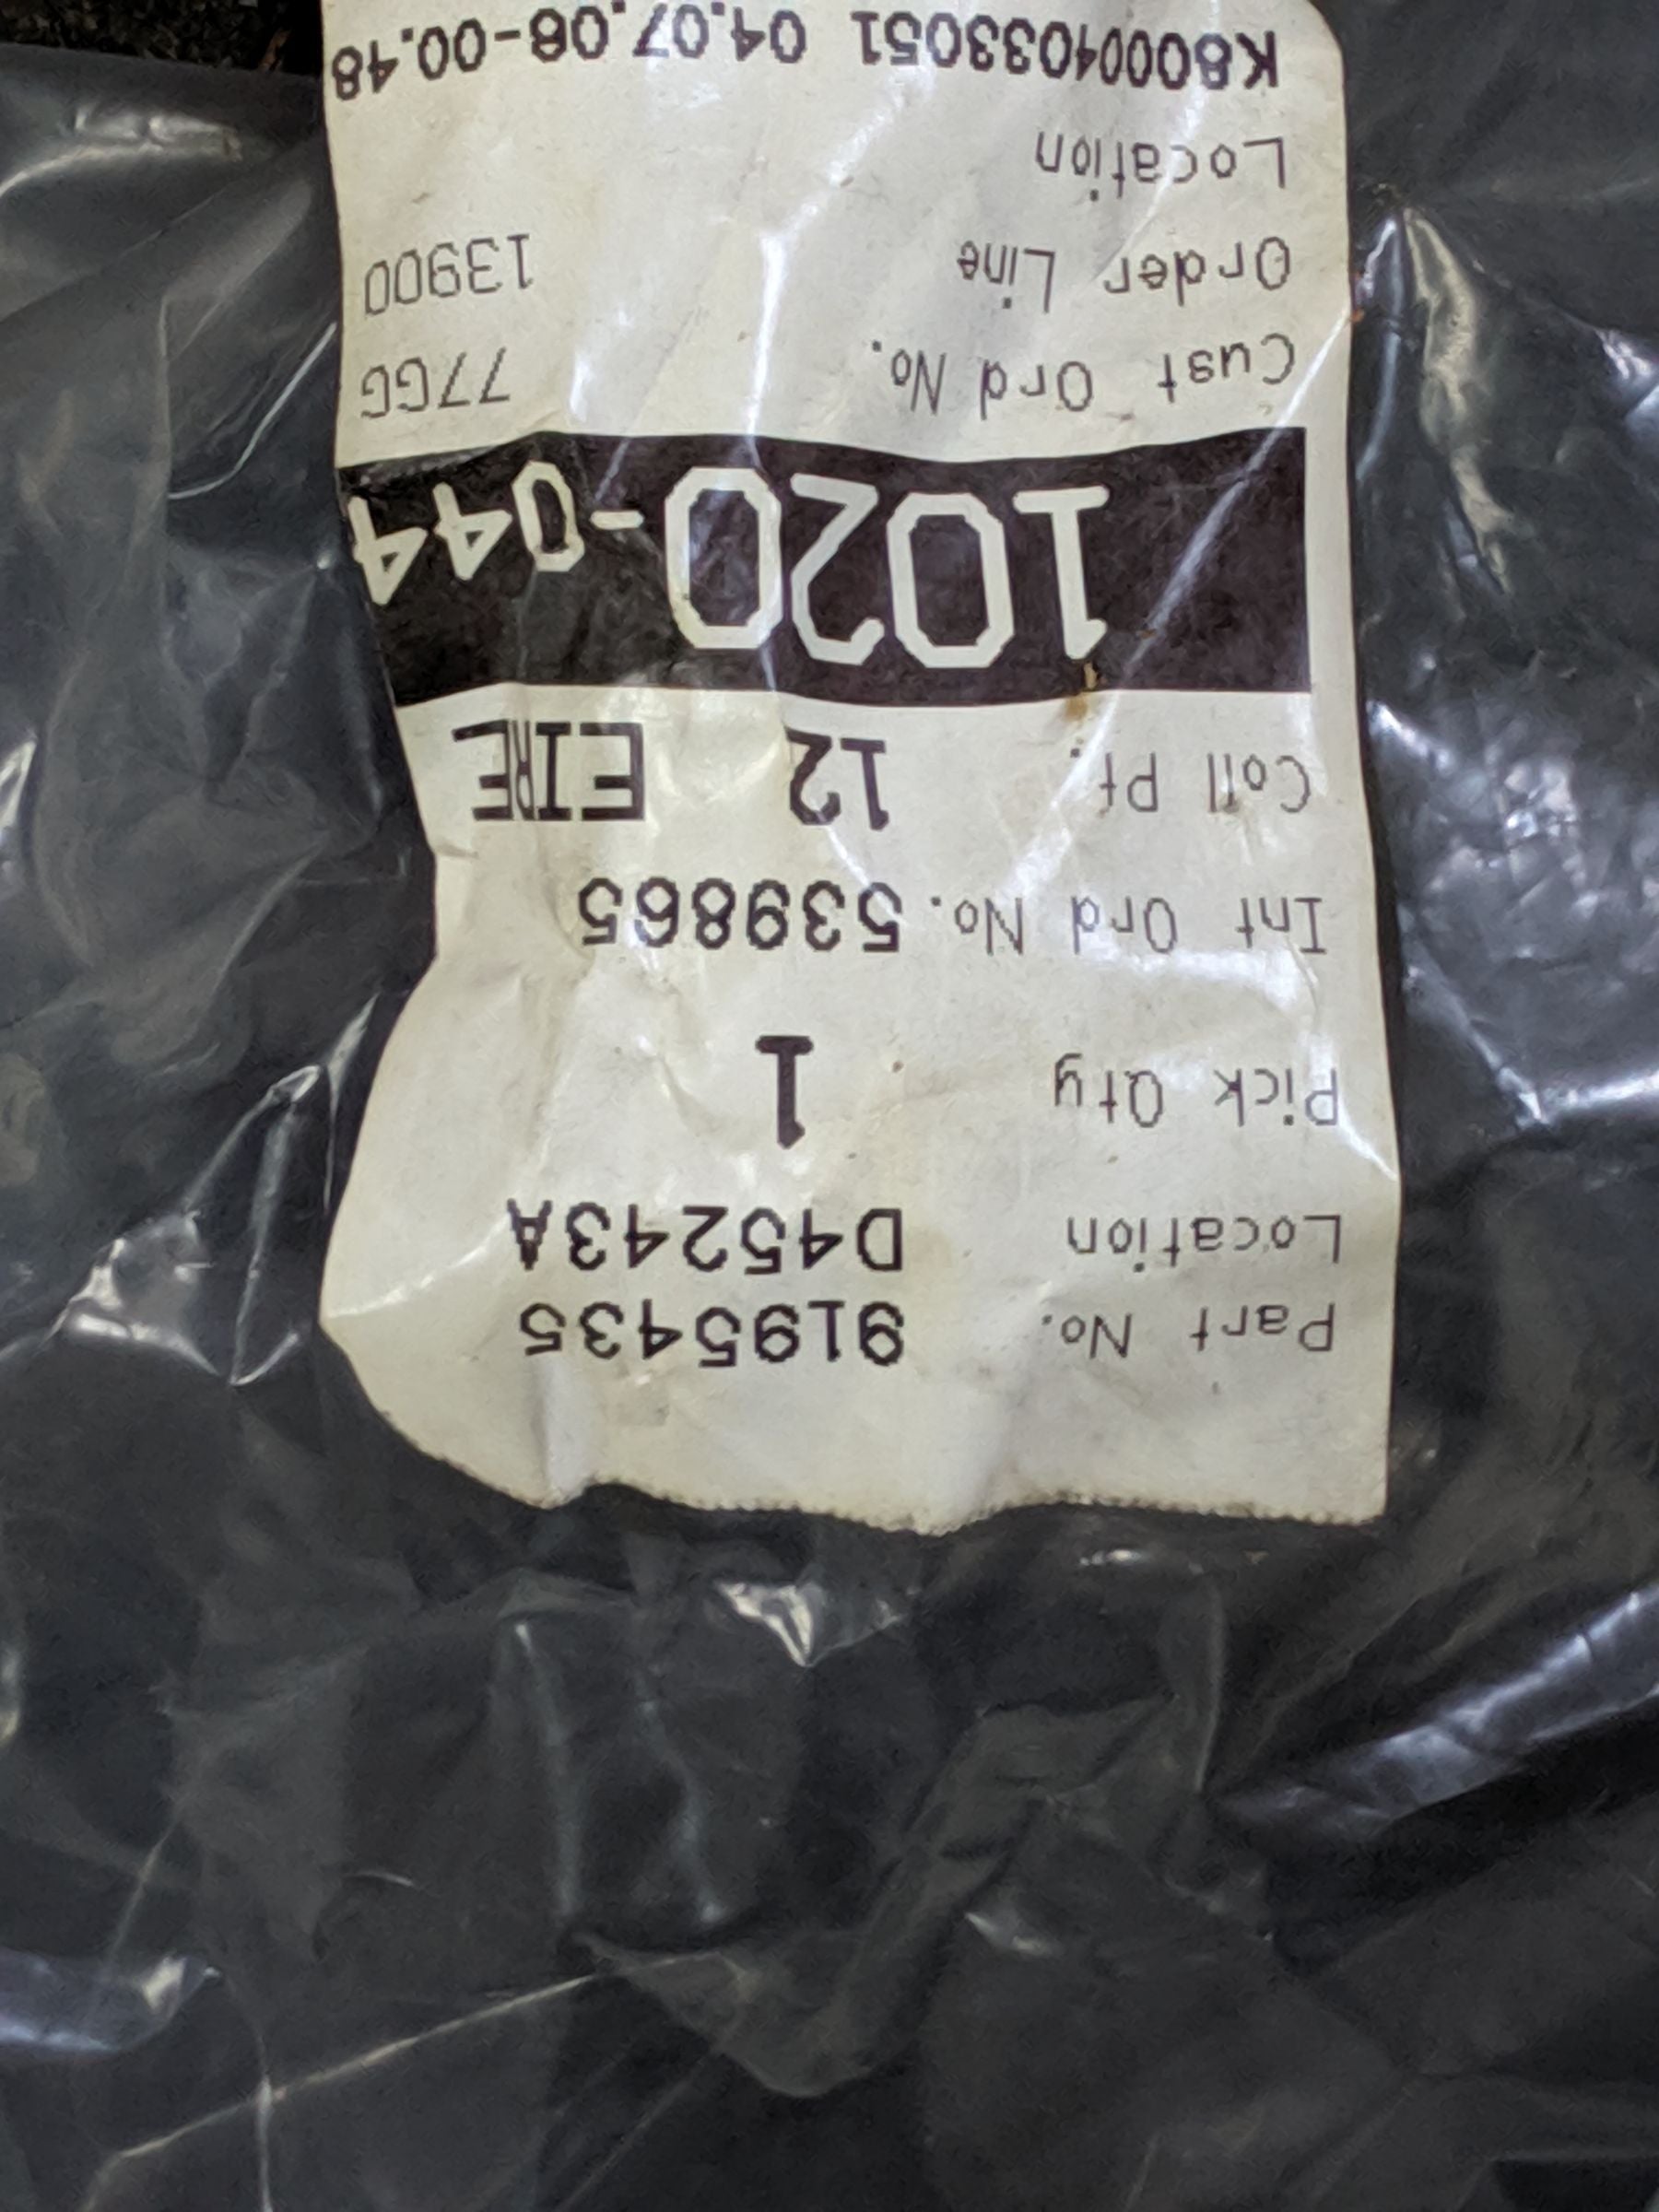 Part No. 9195435
Location D45243A
Pick Qty 1
Int Ord No. 539865
Coll Pt. 12 EIRE
1020-044
Cust Ord No. 77GG
Order Line 13900
Location
K80004033051 04.07.08-00.48